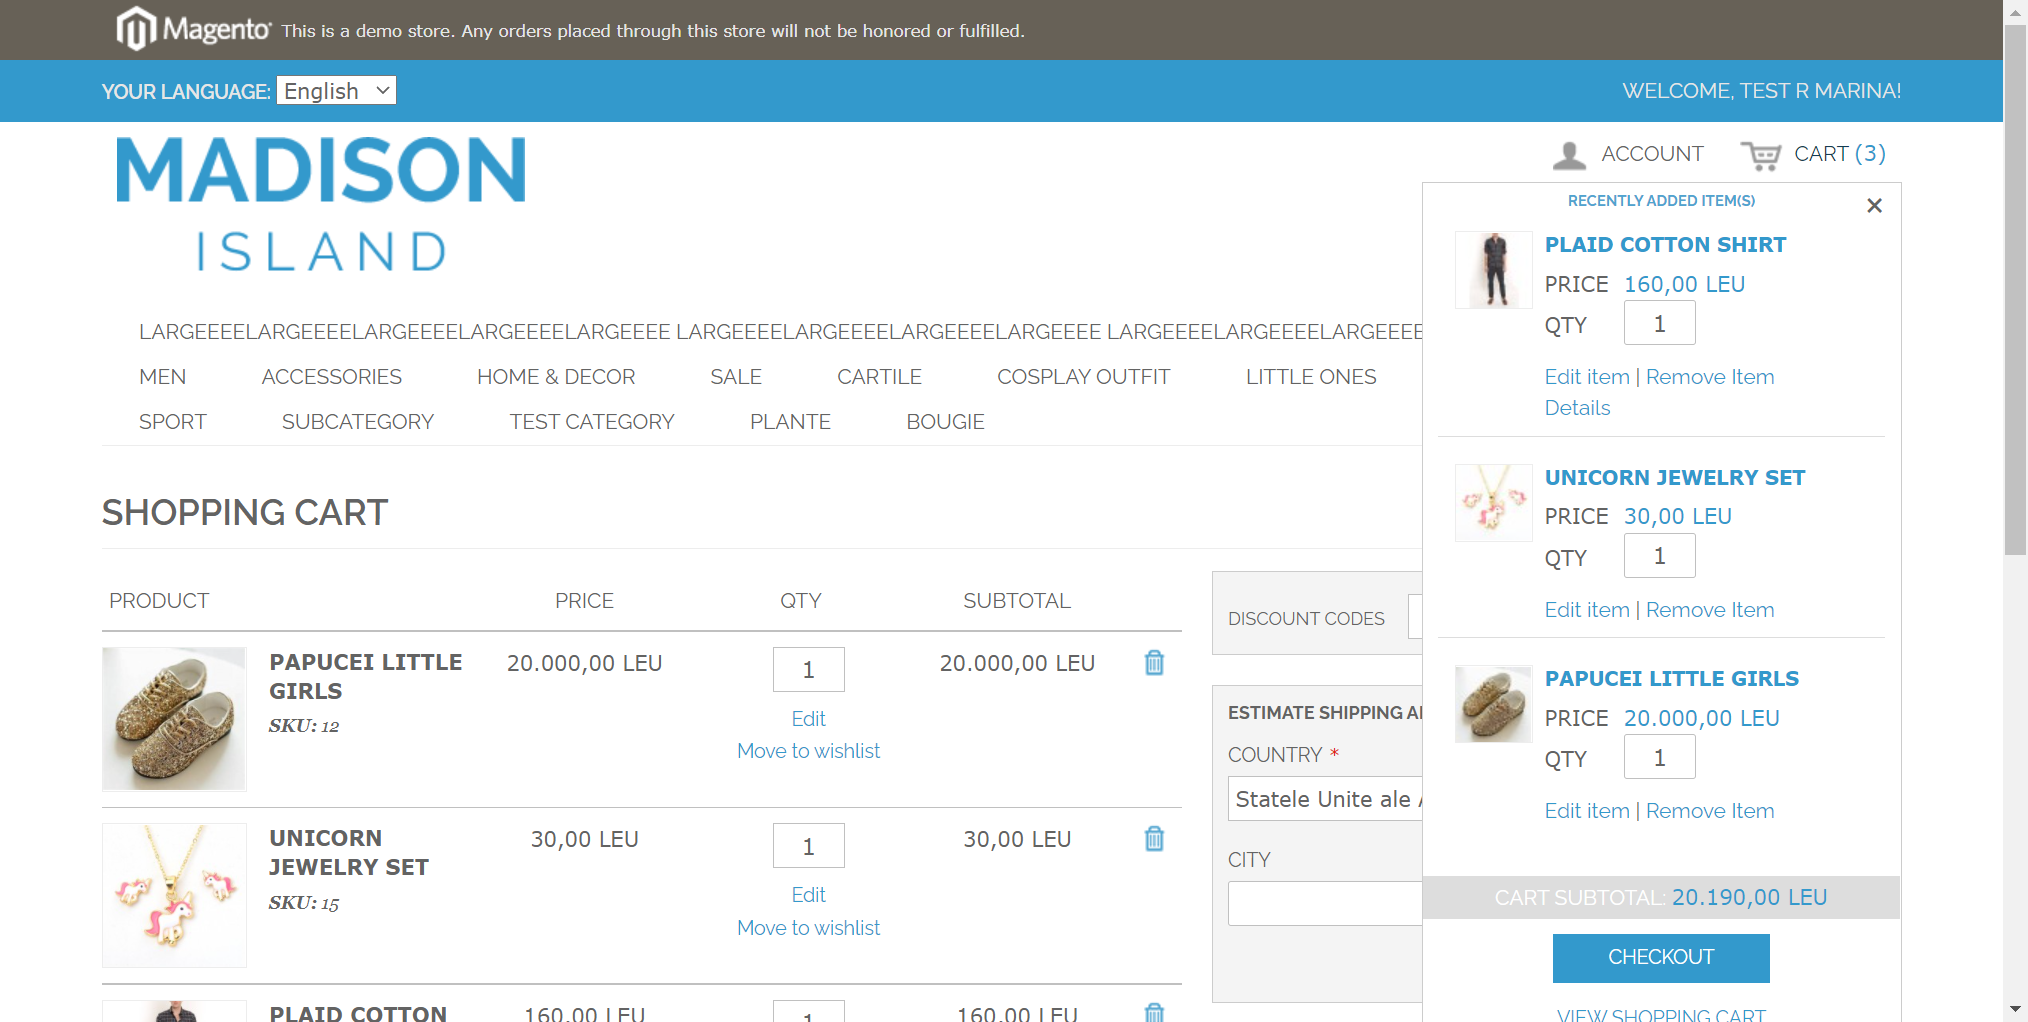 Magento This is a demo store. Any orders placed through this store will not be honored or fulfilled.
YOUR LANGUAGE: English
WELCOME, TEST R MARINA!
MADISON
ISLAND
ACCOUNT
CART (3)
LARGEEEELARGEEEELARGEEEELARGEEEELARGEEEE LARGEEEELARGEEEELARGEEEELARGEEEE LARGEEEELARGEEEELARGEEEE
MEN ACCESSORIES HOME & DECOR SALE CARTILE COSPLAY OUTFIT LITTLE ONES
SPORT SUBCATEGORY TEST CATEGORY PLANTE BOUGIE
SHOPPING CART
PRODUCT PRICE QTY SUBTOTAL
PAPUCEI LITTLE
GIRLS
SKU: 12
20.000,00 LEU
1
Edit
Move to wishlist
20.000,00 LEU
UNICORN
JEWELRY SET
SKU: 15
30,00 LEU
1
Edit
Move to wishlist
30,00 LEU
PLAID COTTON
160,00 LEU
1
160,00 LEU
DISCOUNT CODES
ESTIMATE SHIPPING A
COUNTRY *
Statele Unite ale A
CITY
RECENTLY ADDED ITEM(S)
×
PLAID COTTON SHIRT
PRICE 160,00 LEU
QTY 1
Edit item | Remove Item
Details
UNICORN JEWELRY SET
PRICE 30,00 LEU
QTY 1
Edit item | Remove Item
PAPUCEI LITTLE GIRLS
PRICE 20.000,00 LEU
QTY 1
Edit item | Remove Item
CART SUBTOTAL: 20.190,00 LEU
CHECKOUT
VIEW SHOPPING CART